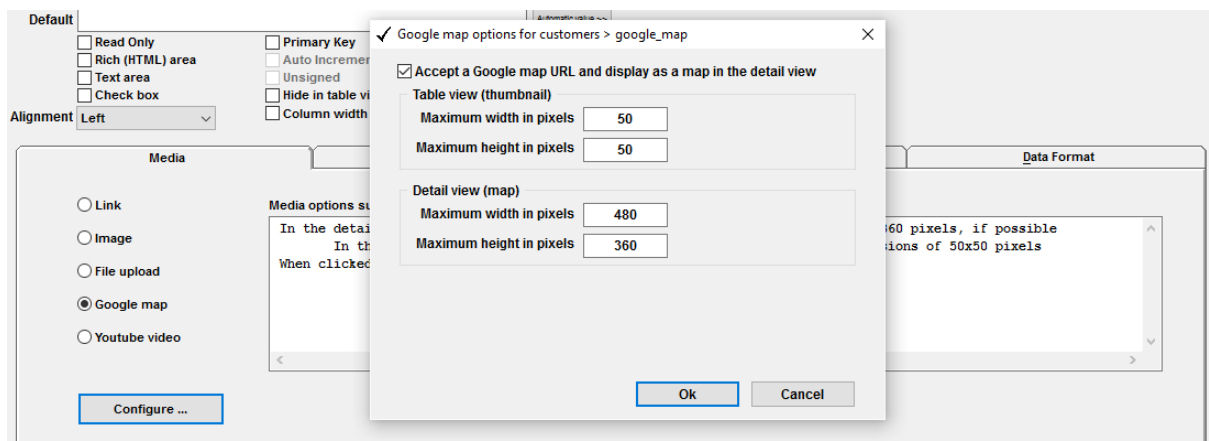 Default
Automatic value >>
Read Only
Rich (HTML) area
Text area
Check box
Primary Key
Auto Incremen
Unsigned
Hide in table vi
Column width
Alignment Left
Media
Data Format
Link
Image
File upload
Google map
Youtube video
Configure ...
Media options su
In the detai
In th
When clicked
360 pixels, if possible
ions of 50x50 pixels
Google map options for customers > google_map
Accept a Google map URL and display as a map in the detail view
Table view (thumbnail)
Maximum width in pixels 50
Maximum height in pixels 50
Detail view (map)
Maximum width in pixels 480
Maximum height in pixels 360
Ok Cancel